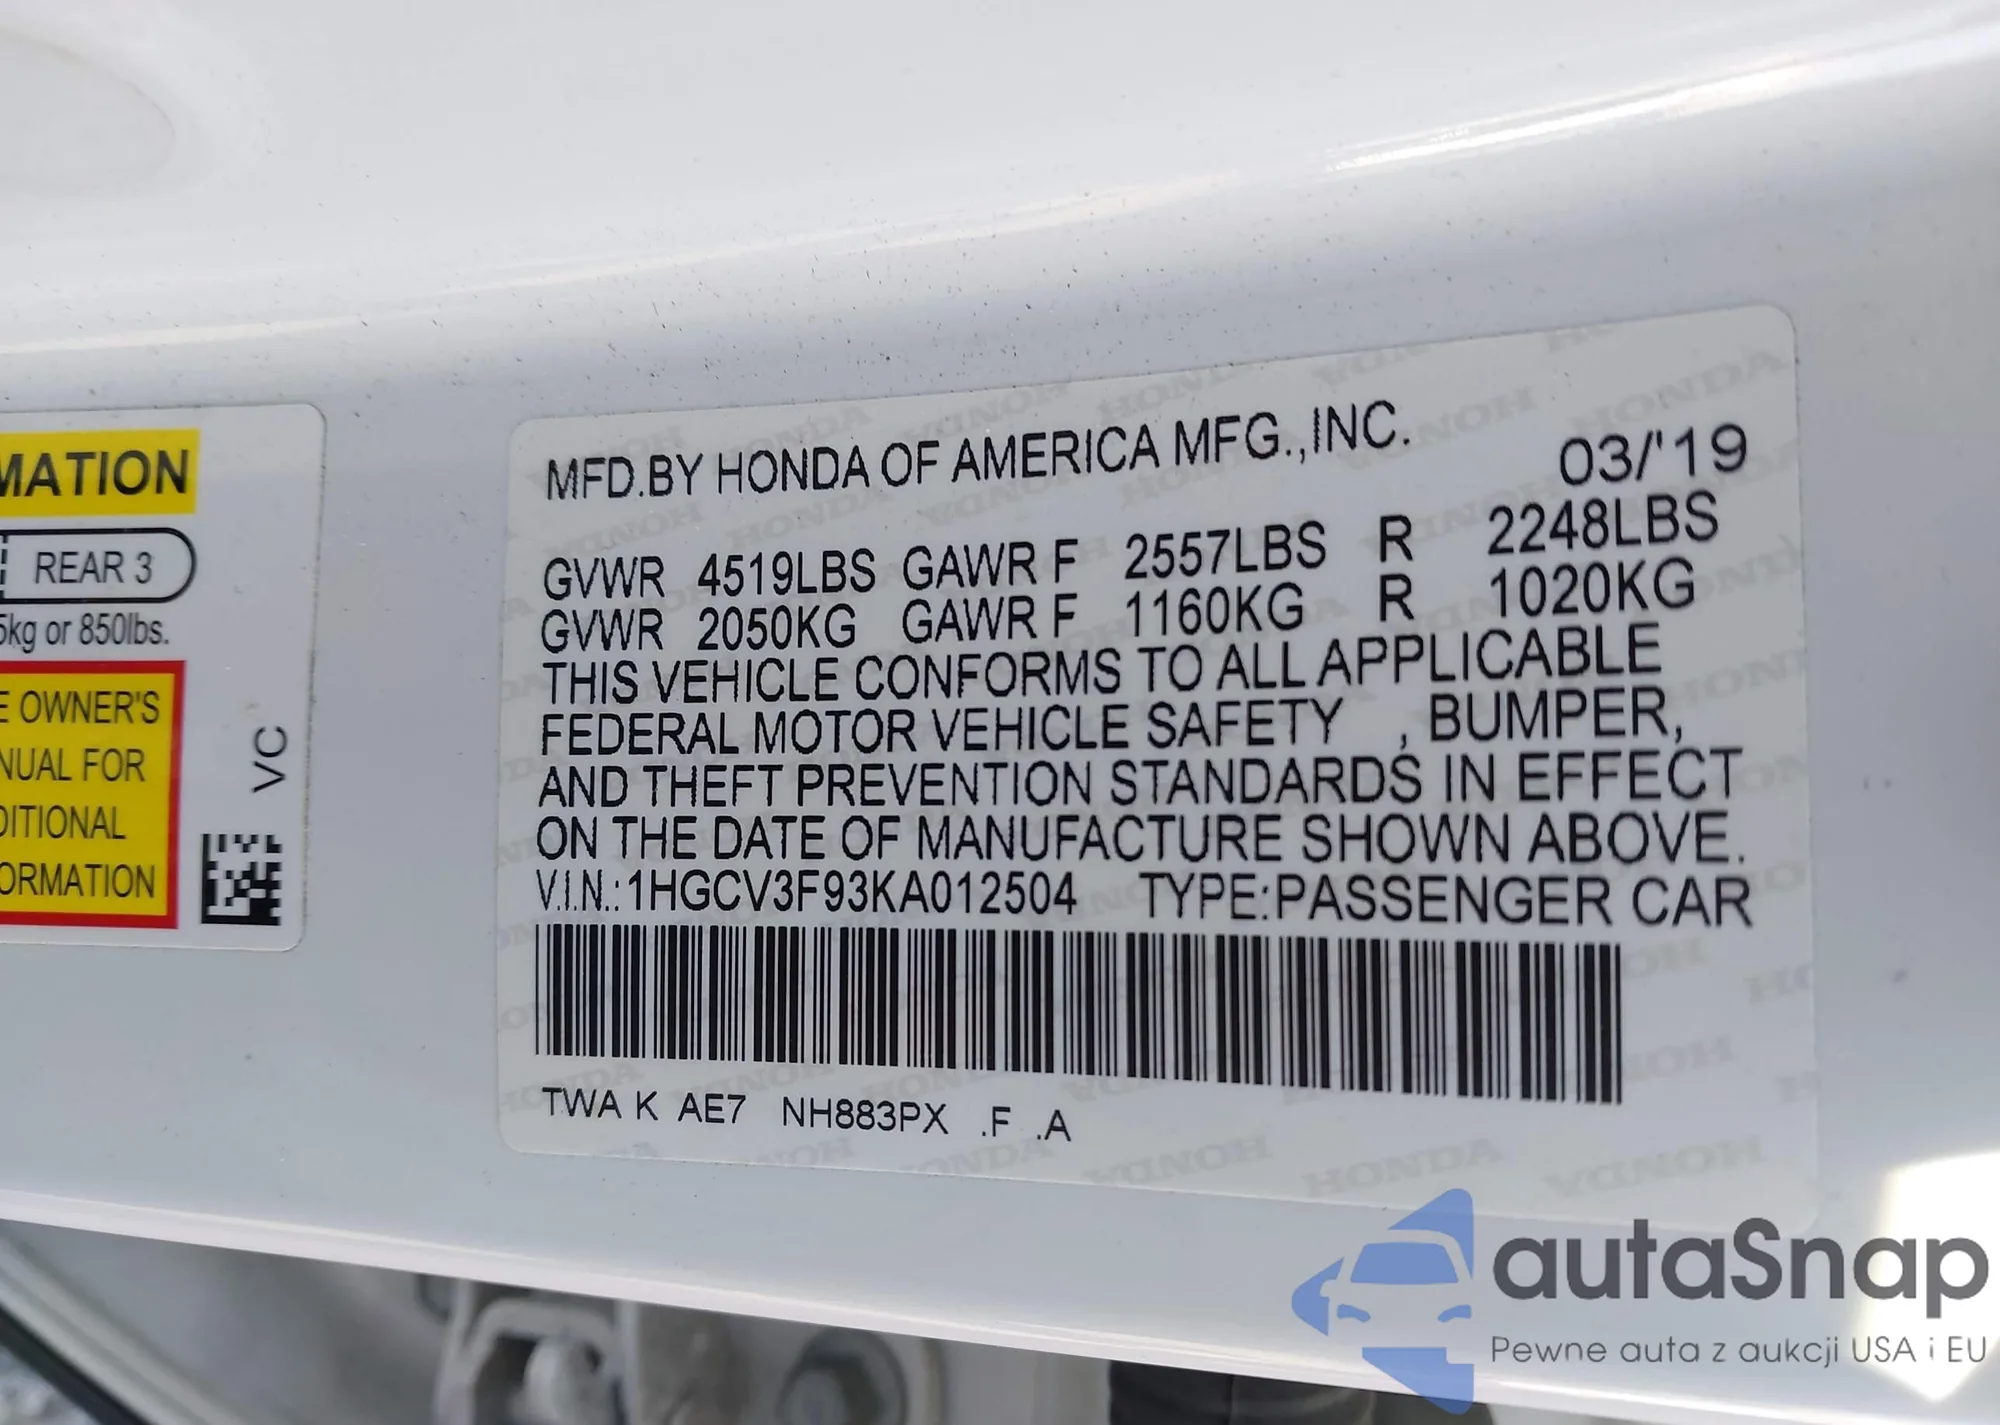 MATION
REAR 3
5kg or 850lbs.
E OWNER'S
NUAL FOR
DITIONAL
ORMATION
VC
MFD.BY HONDA OF AMERICA MFG.,INC. 03/'19
GVWR 4519LBS GAWR F 2557LBS R 2248LBS
GVWR 2050KG GAWR F 1160KG R 1020KG
THIS VEHICLE CONFORMS TO ALL APPLICABLE
FEDERAL MOTOR VEHICLE SAFETY , BUMPER,
AND THEFT PREVENTION STANDARDS IN EFFECT
ON THE DATE OF MANUFACTURE SHOWN ABOVE.
V.I.N.: 1HGCV3F93KA012504 TYPE:PASSENGER CAR
TWA K AE7 NH883PX .F .A
autaSnap
Pewne auta z aukcji USA i EU